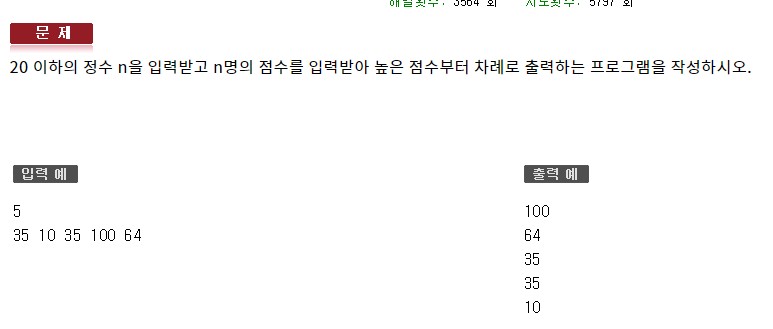 해결횟수: 3564 회 시도횟수: 5797 회
문 제
20 이하의 정수 n을 입력받고 n명의 점수를 입력받아 높은 점수부터 차례로 출력하는 프로그램을 작성하시오.
입력 예
출력 예
5
35 10 35 100 64
100
64
35
35
10